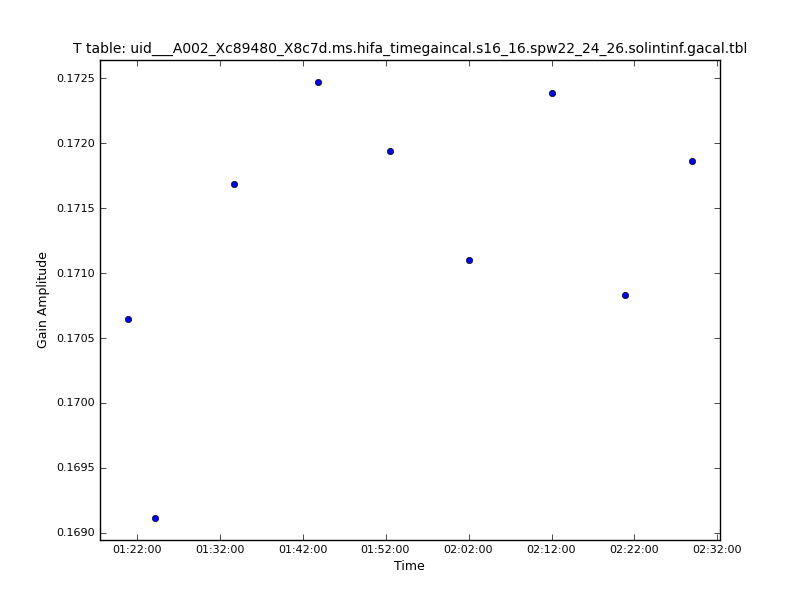 T table: uid___A002_Xc89480_X8c7d.ms.hifa_timegaincal.s16_16.spw22_24_26.solintinf.gacal.tbl
0.1725
0.1720
0.1715
0.1710
0.1705
0.1700
0.1695
0.1690
Gain Amplitude
01:22:00 01:32:00 01:42:00 01:52:00 02:02:00 02:12:00 02:22:00 02:32:00
Time